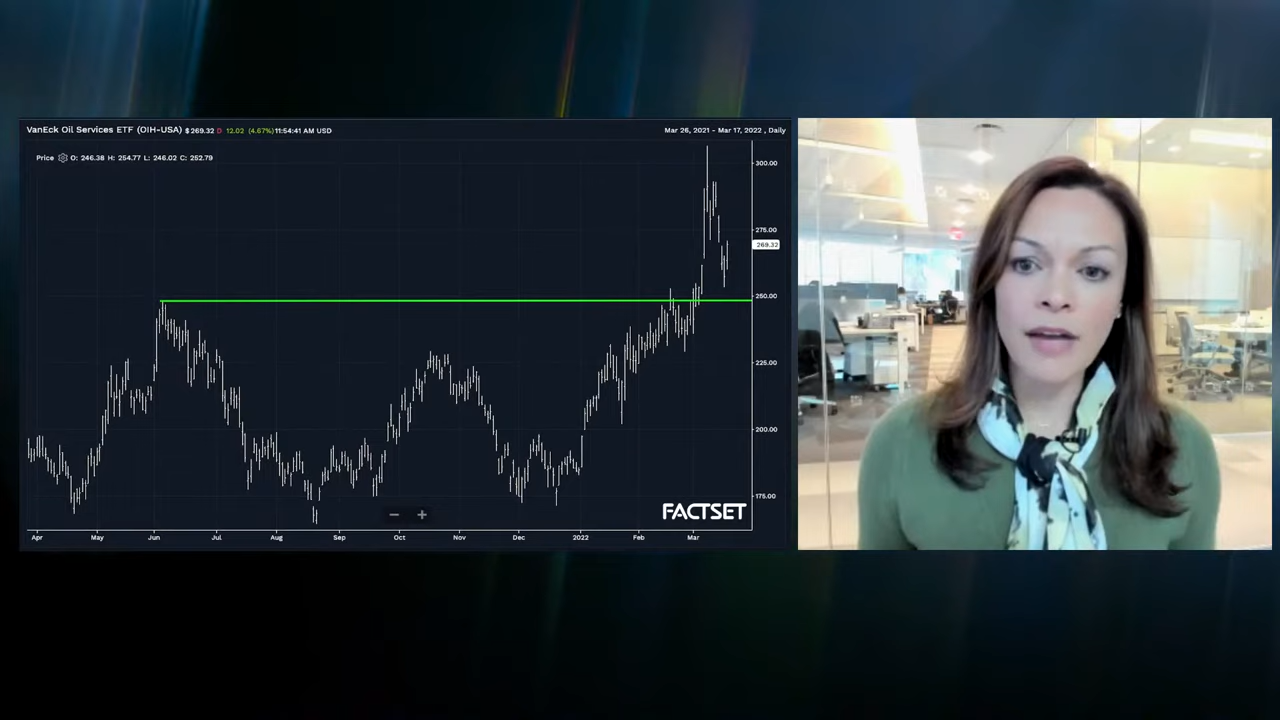 VanEck Oil Services ETF (OIH-USA) $269.32 D 12.02 (4.67%) 11:54:41 AM USD
Mar 26, 2021 - Mar 17, 2022 , Daily
Price O: 246.38 H: 254.77 L: 246.02 C: 252.79
300.00
275.00
269.32
250.00
225.00
200.00
175.00
FACTSET
Apr May Jun Jul Aug Sep Oct Nov Dec 2022 Feb Mar